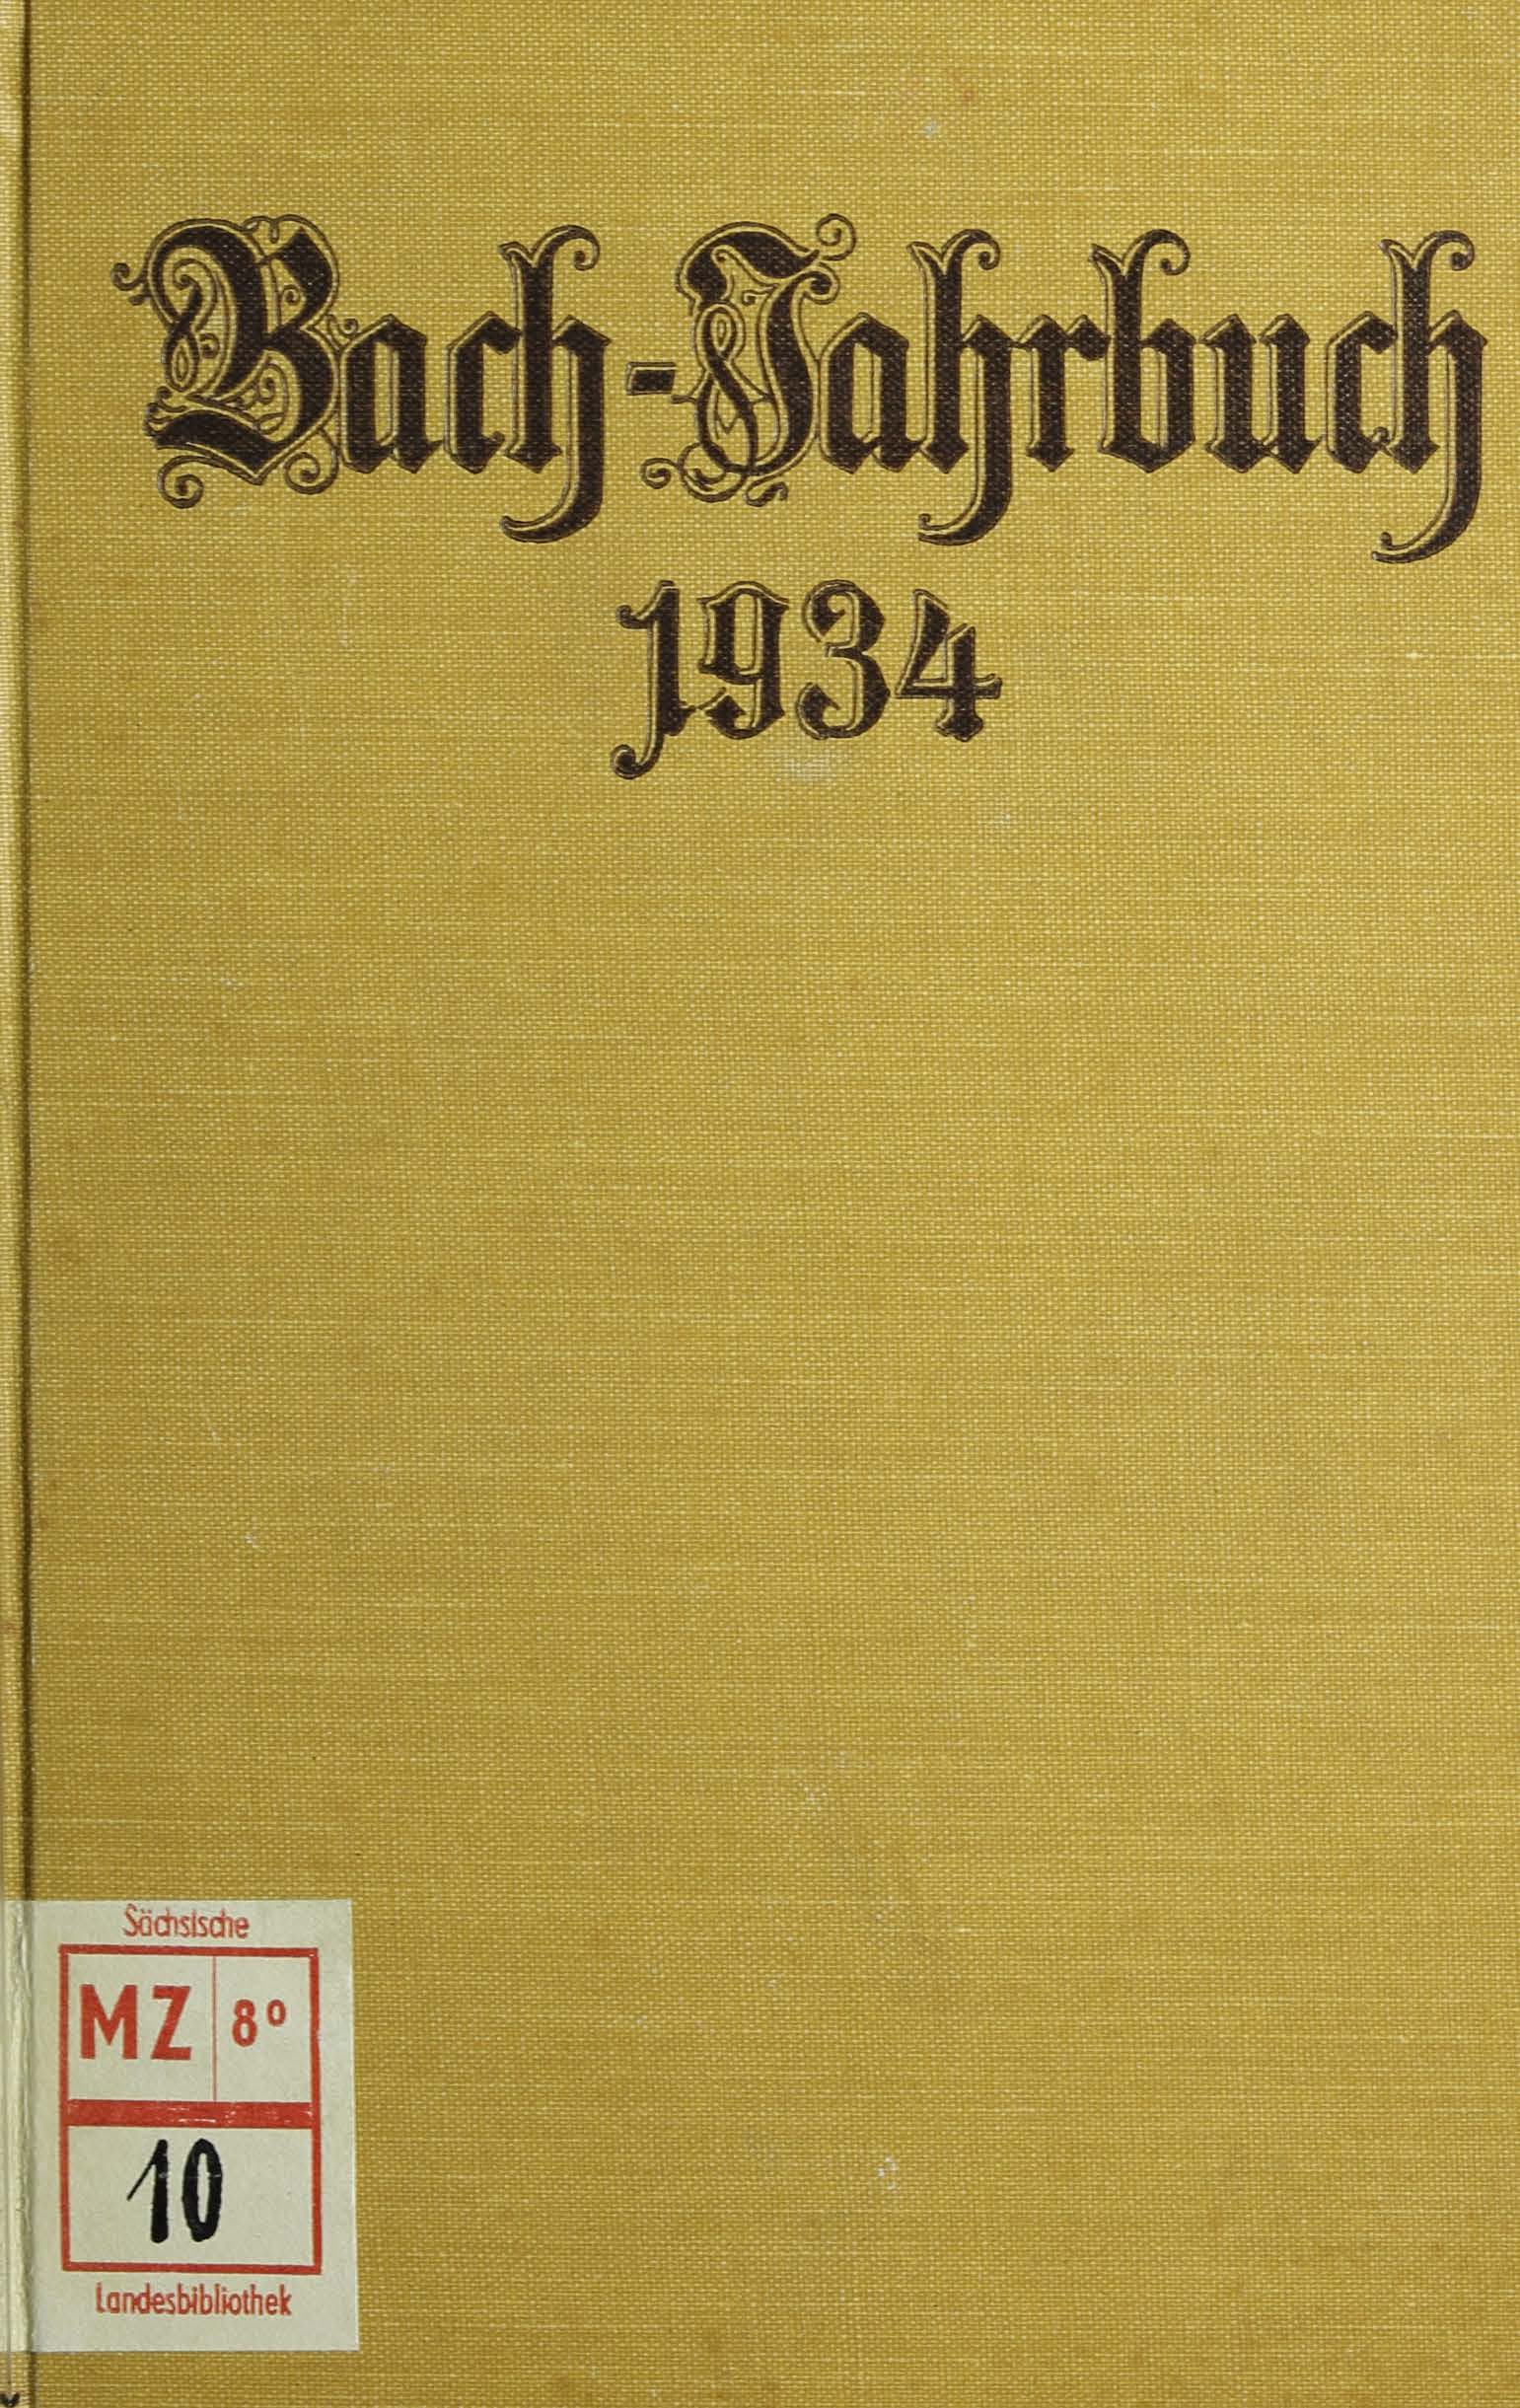 Bach-Jahrbuch
1934
Sächsische
MZ 8°
10
Landesbibliothek